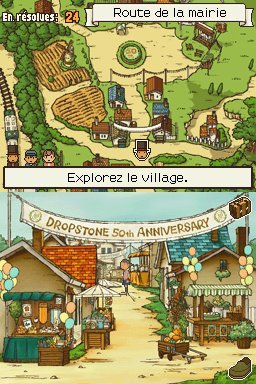 En résolues: 24
Route de la mairie
Explorez le village.
DROPSTONE 50th ANNIVERSARY